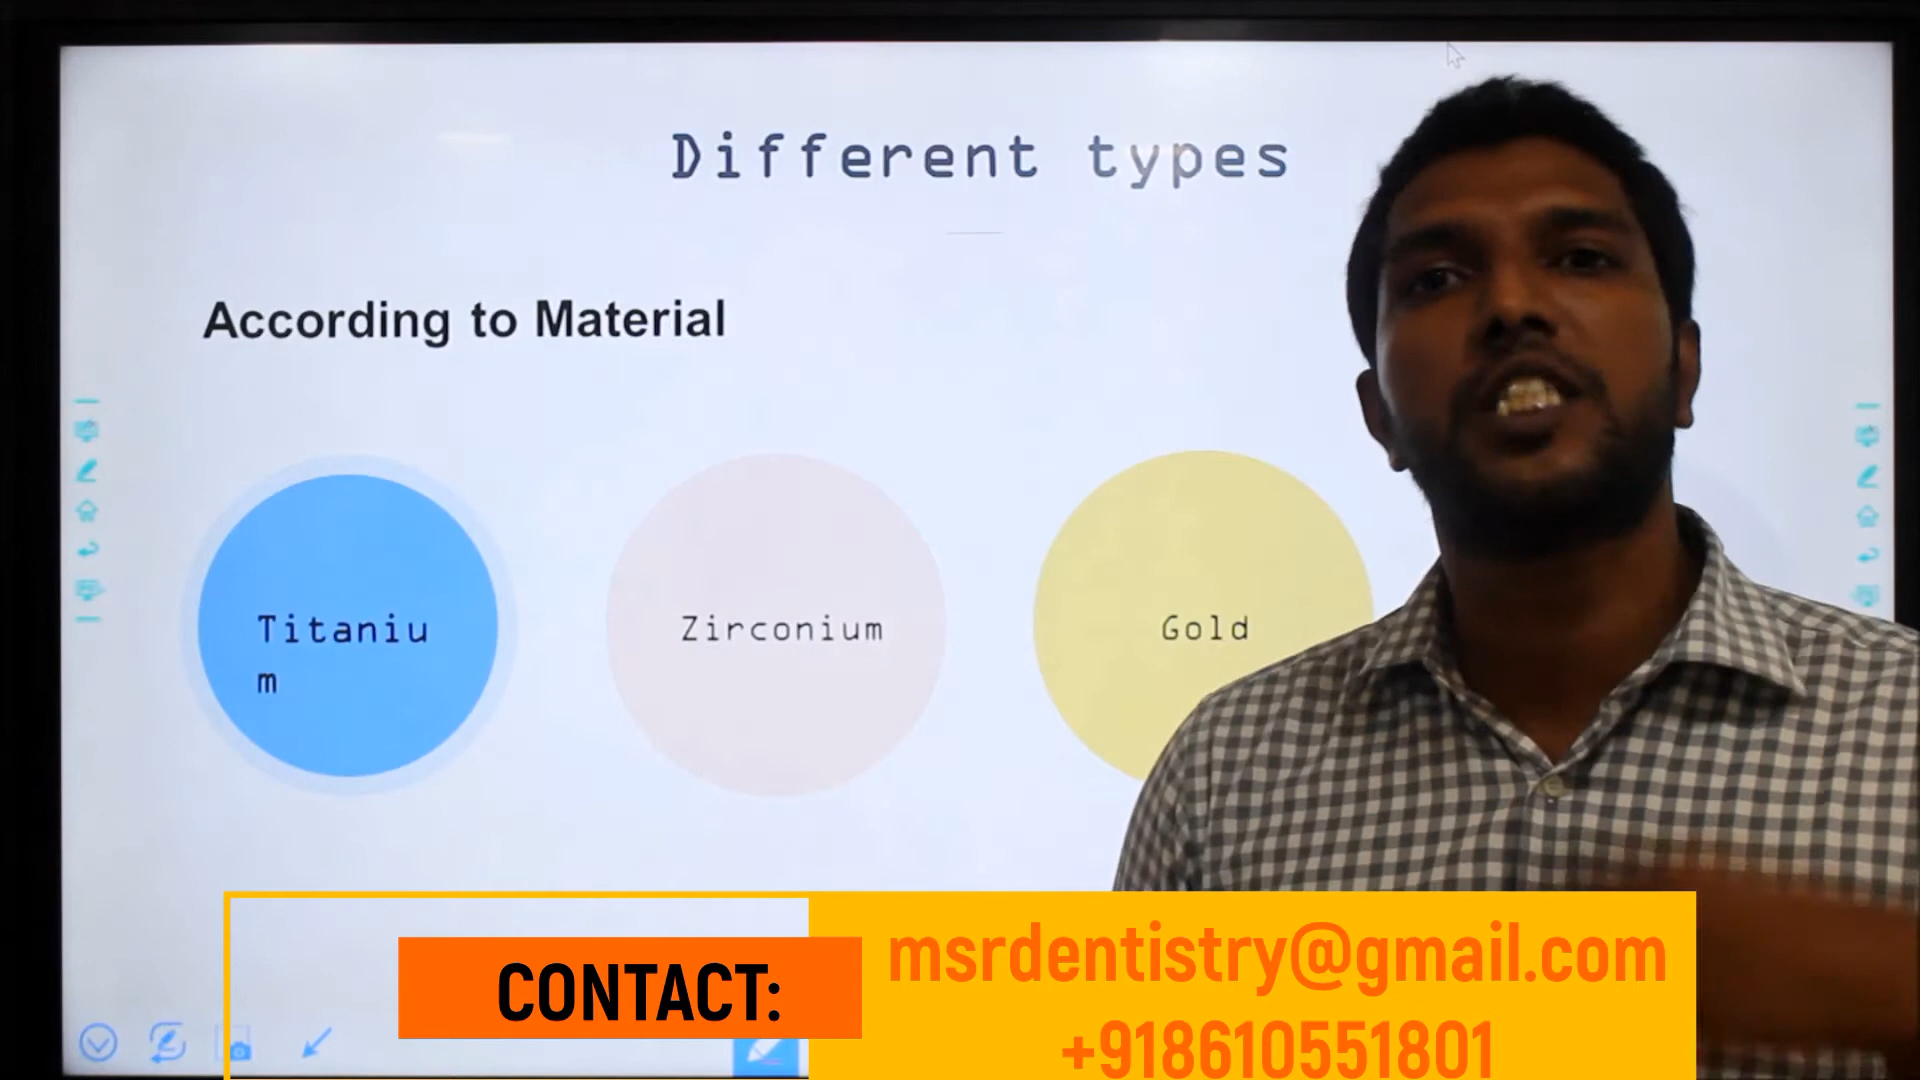 Different types
According to Material
Titaniu
m
Zirconium
Gold
CONTACT:
msrdentistry@gmail.com
+918610551801